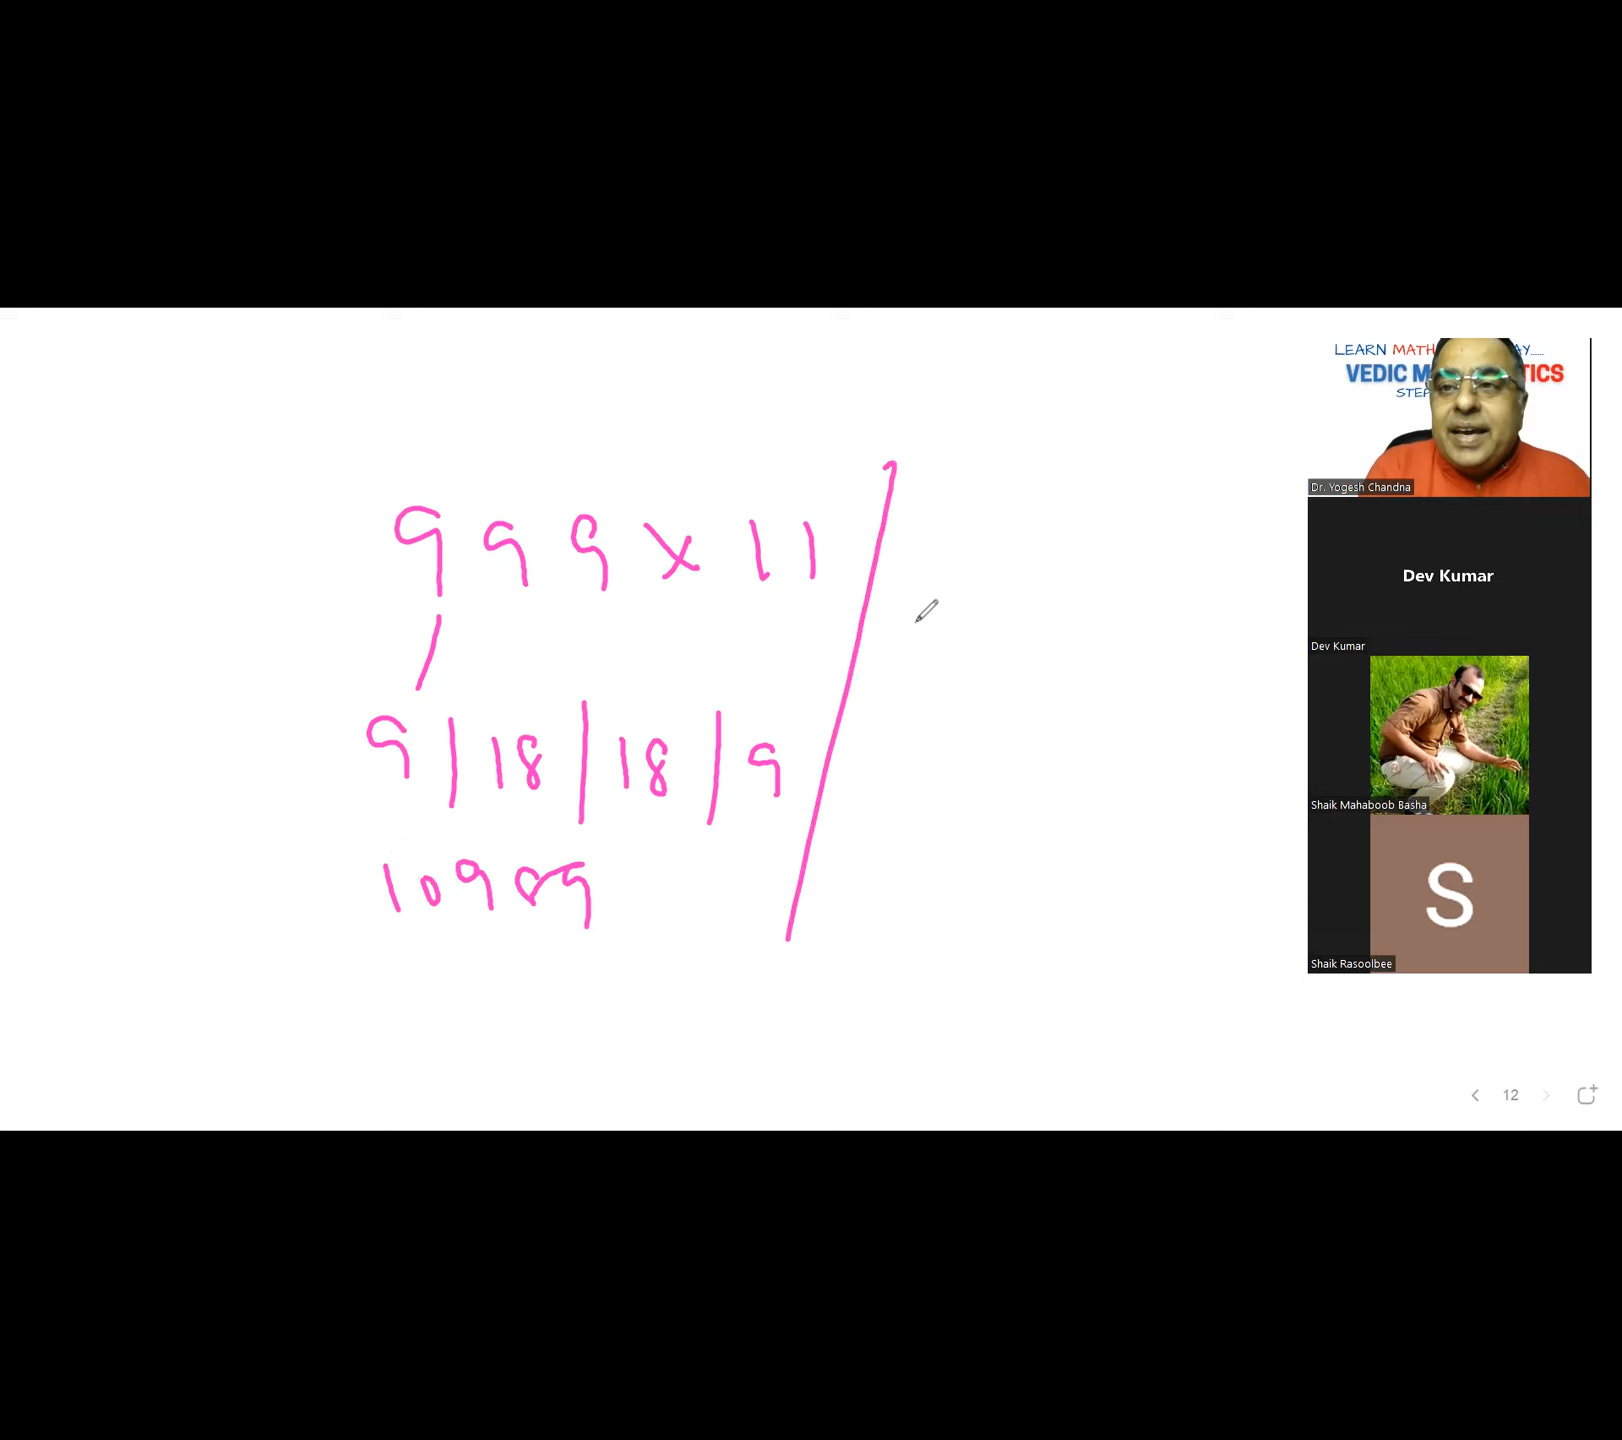 LEARN MATH AY......
VEDIC M TICS
STEP
Dr. Yogesh Chandna
999 x 11
9 | 18 | 18 | 9
10989
Dev Kumar
Dev Kumar
Shaik Mahaboob Basha
S
Shaik Rasoolbee
< 12 >